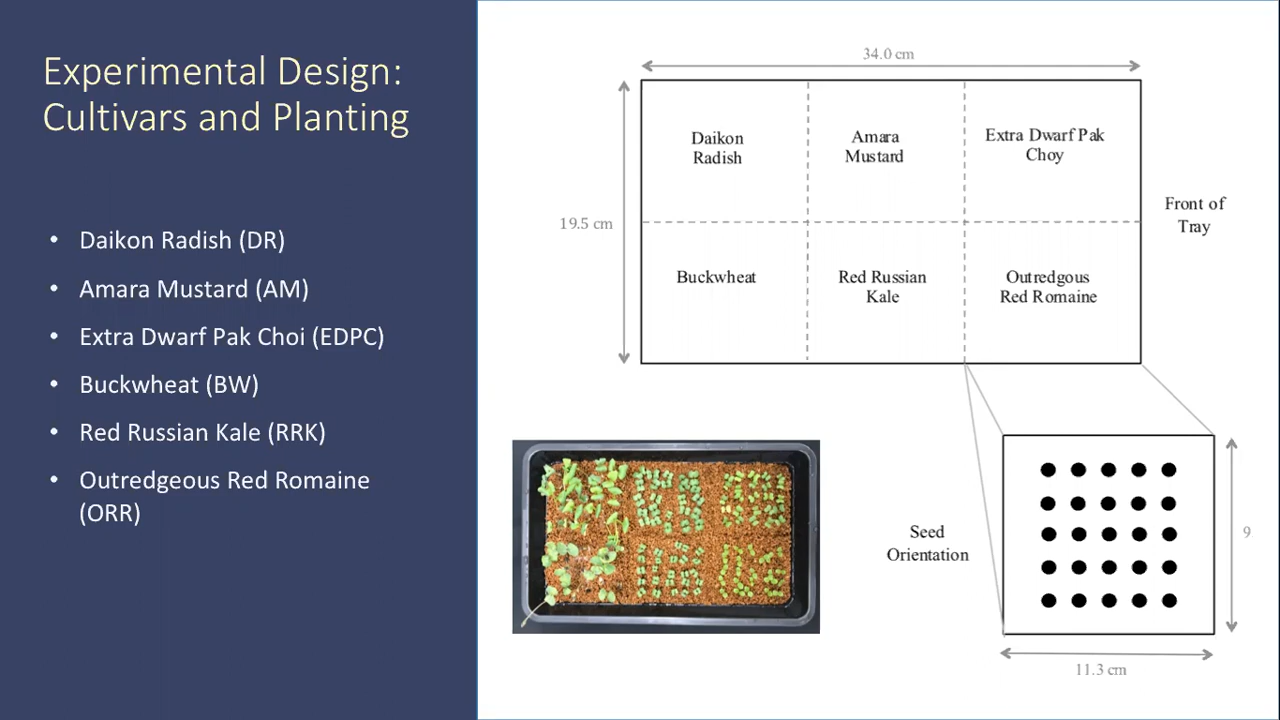 Experimental Design:
Cultivars and Planting
• Daikon Radish (DR)
• Amara Mustard (AM)
• Extra Dwarf Pak Choi (EDPC)
• Buckwheat (BW)
• Red Russian Kale (RRK)
• Outredgeous Red Romaine
(ORR)
34.0 cm
19.5 cm
Daikon
Radish
Amara
Mustard
Extra Dwarf Pak
Choy
Buckwheat
Red Russian
Kale
Outredgous
Red Romaine
Front of
Tray
Seed
Orientation
9
11.3 cm